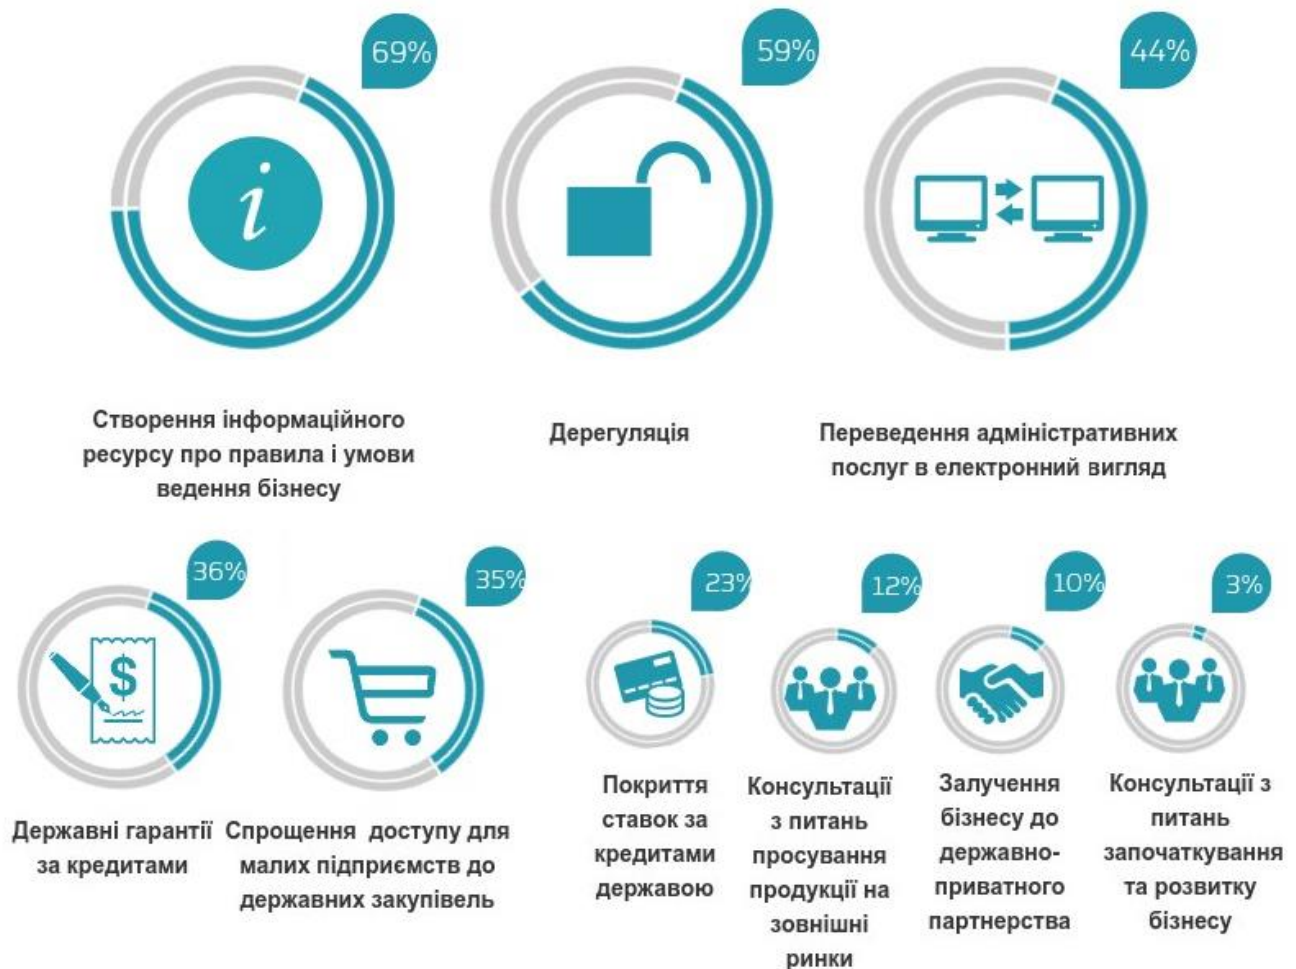 69%
59%
44%
i
Створення інформаційного
ресурсу про правила і умови
ведення бізнесу
Дерегуляція
Переведення адміністративних
послуг в електронний вигляд
36%
35%
23%
12%
10%
3%
$
Державні гарантії
за кредитами
Спрощення доступу для
малих підприємств до
державних закупівель
Покриття
ставок за
кредитами
державою
Консультації
з питань
просування
продукції на
зовнішні
ринки
Залучення
бізнесу до
державно-
приватного
партнерства
Консультації з
питань
започаткування
та розвитку
бізнесу